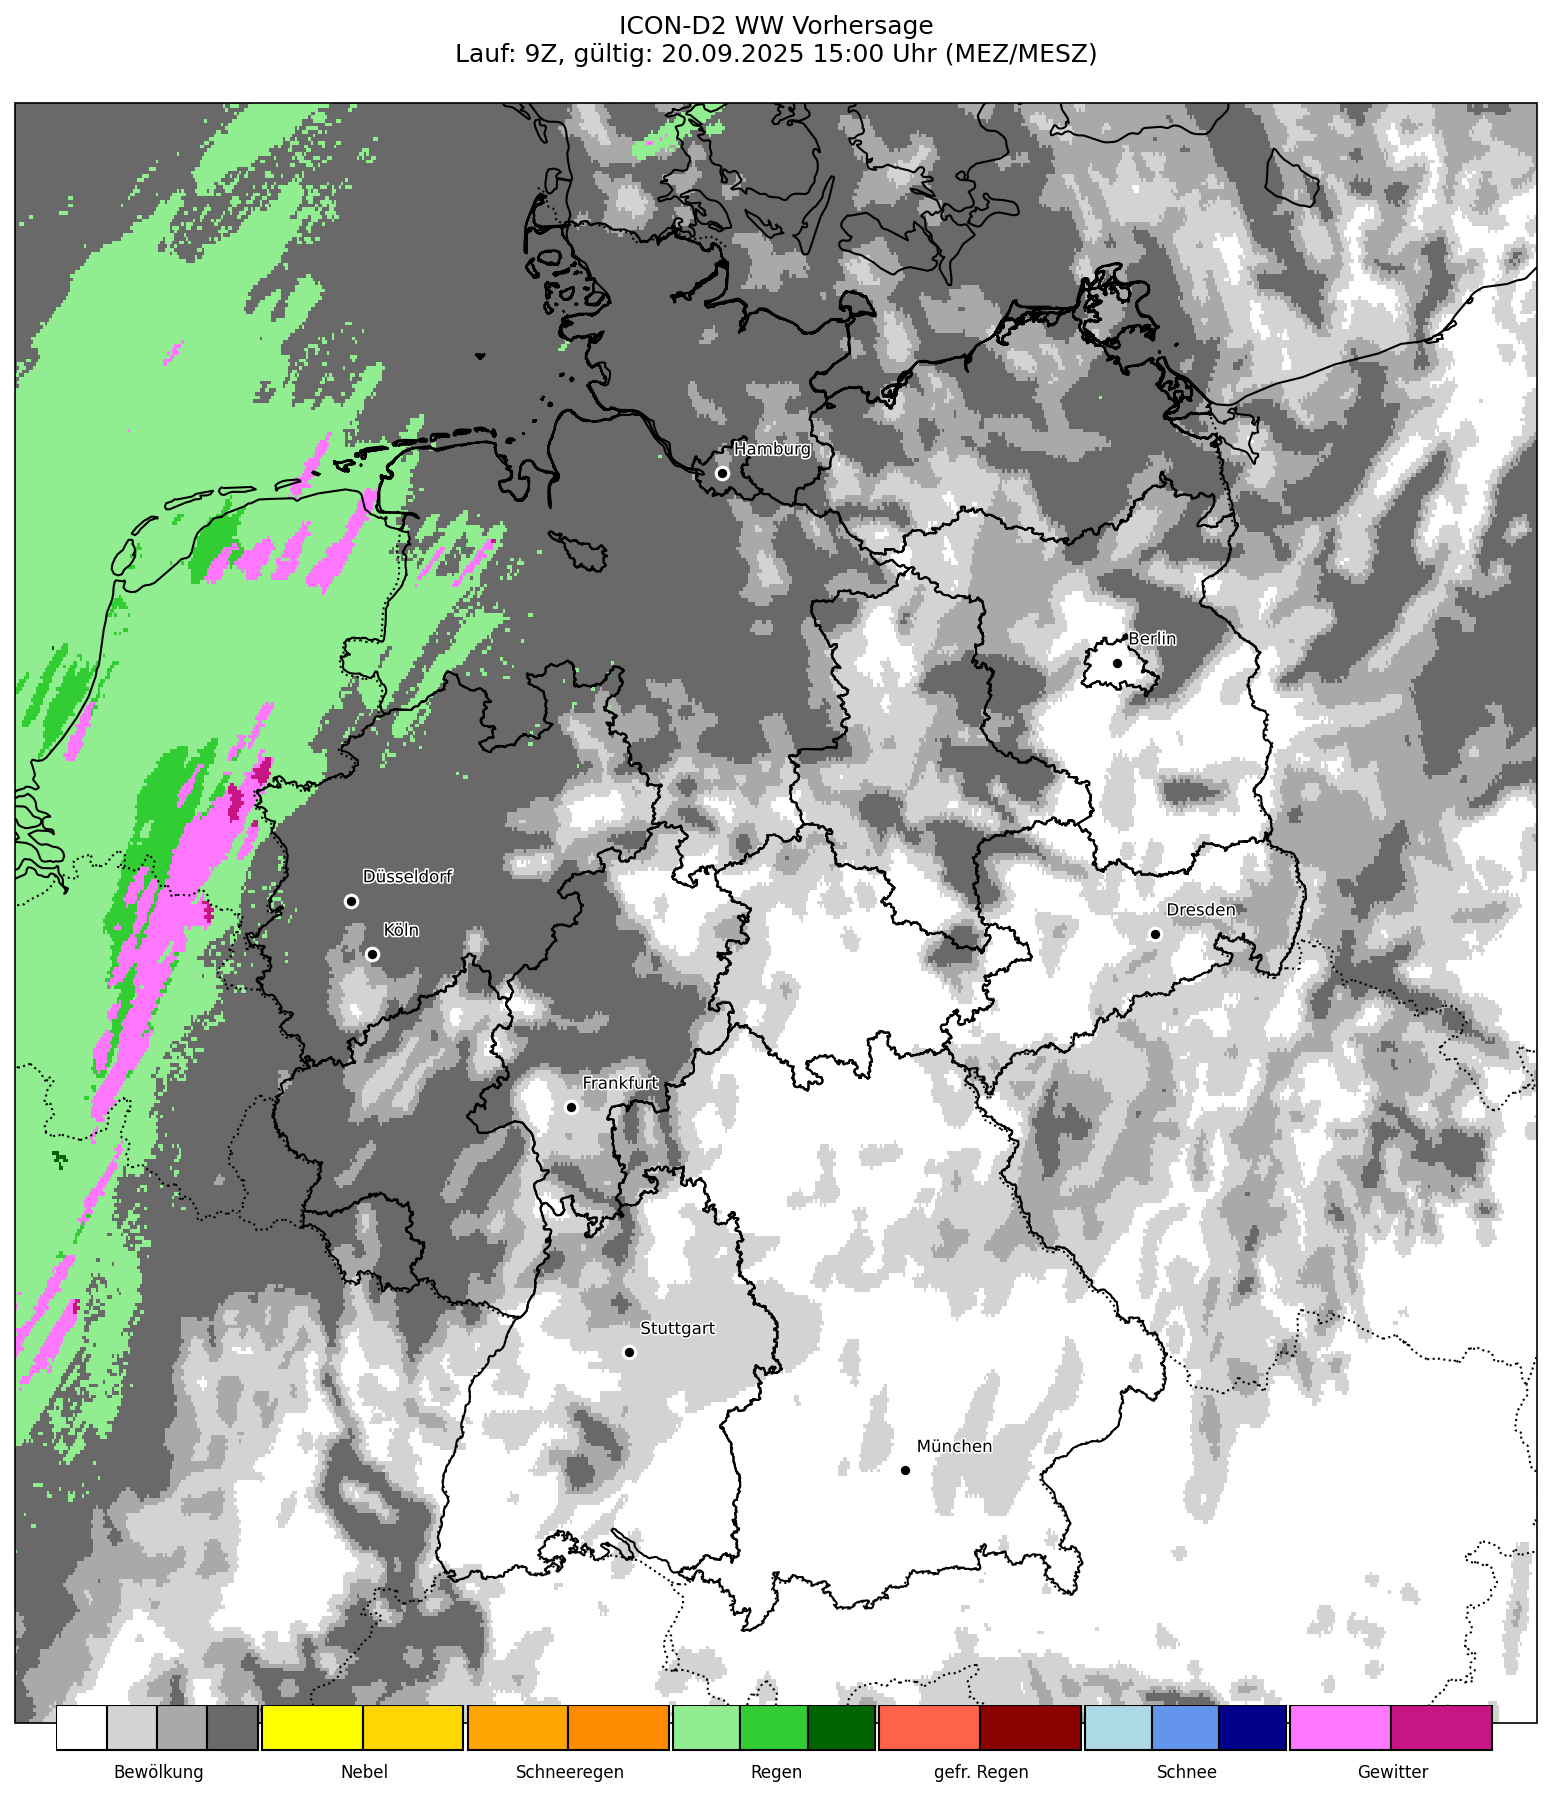 ICON-D2 WW Vorhersage
Lauf: 9Z, gültig: 20.09.2025 15:00 Uhr (MEZ/MESZ)
Hamburg
Berlin
Düsseldorf
Köln
Dresden
Frankfurt
Stuttgart
München
Bewölkung
Nebel
Schneeregen
Regen
gefr. Regen
Schnee
Gewitter